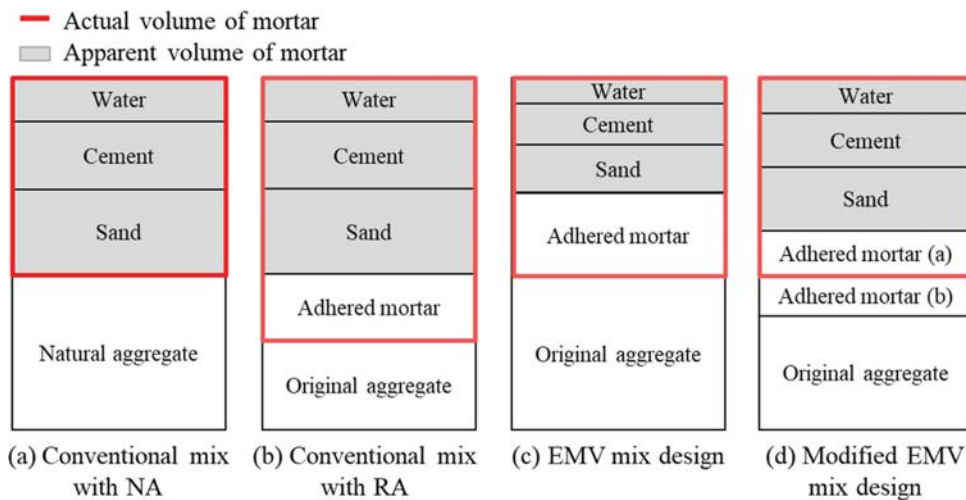 Actual volume of mortar
Apparent volume of mortar
Water
Cement
Sand
Natural aggregate
(a) Conventional mix
with NA
Water
Cement
Sand
Adhered mortar
Original aggregate
(b) Conventional mix
with RA
Water
Cement
Sand
Adhered mortar
Original aggregate
(c) EMV mix design
Water
Cement
Sand
Adhered mortar (a)
Adhered mortar (b)
Original aggregate
(d) Modified EMV
mix design